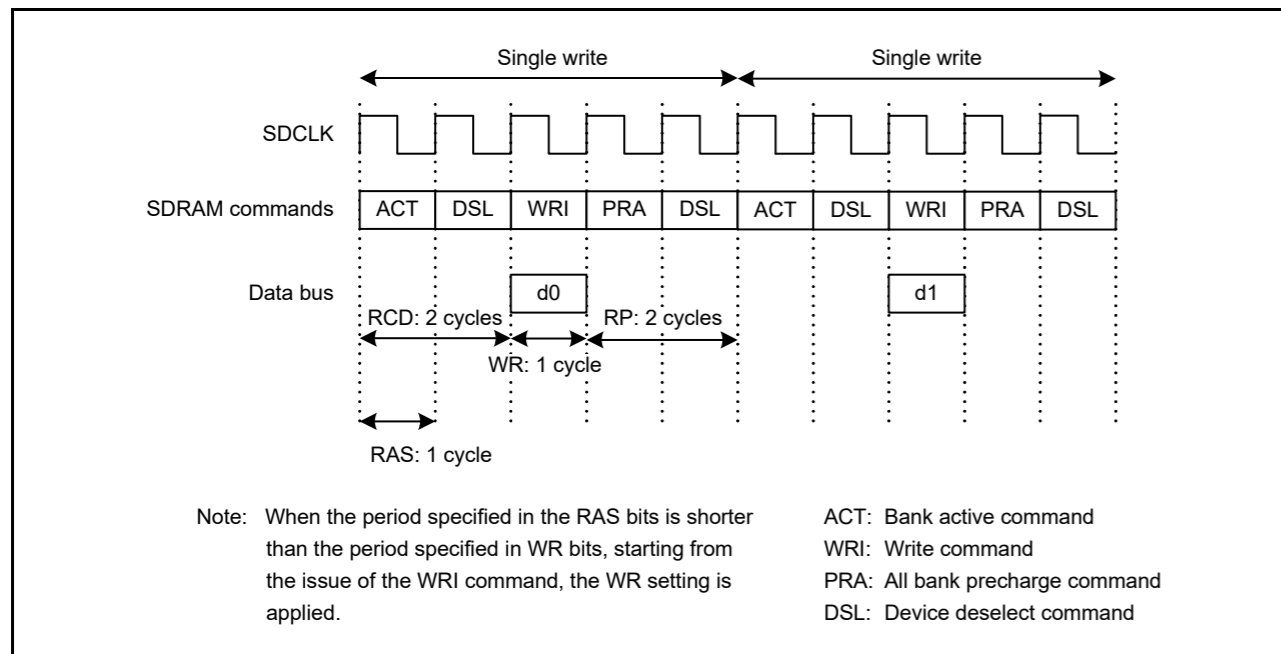 Single write Single write
SDCLK
SDRAM commands ACT DSL WRI PRA DSL ACT DSL WRI PRA DSL
Data bus d0 d1
RCD: 2 cycles RP: 2 cycles
WR: 1 cycle
RAS: 1 cycle
Note: When the period specified in the RAS bits is shorter
than the period specified in WR bits, starting from
the issue of the WRI command, the WR setting is
applied.
ACT: Bank active command
WRI: Write command
PRA: All bank precharge command
DSL: Device deselect command